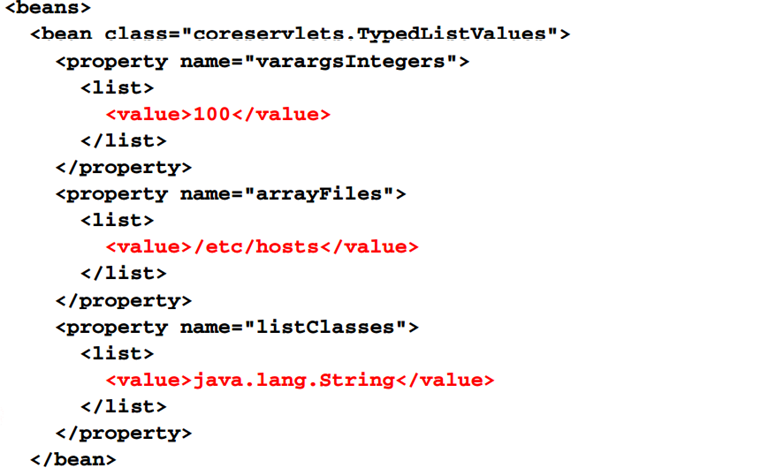 <beans>
<bean class="coreservlets.TypedListValues">
<property name="varargsIntegers">
<list>
<value>100</value>
</list>
</property>
<property name="arrayFiles">
<list>
<value>/etc/hosts</value>
</list>
</property>
<property name="listClasses">
<list>
<value>java.lang.String</value>
</list>
</property>
</bean>